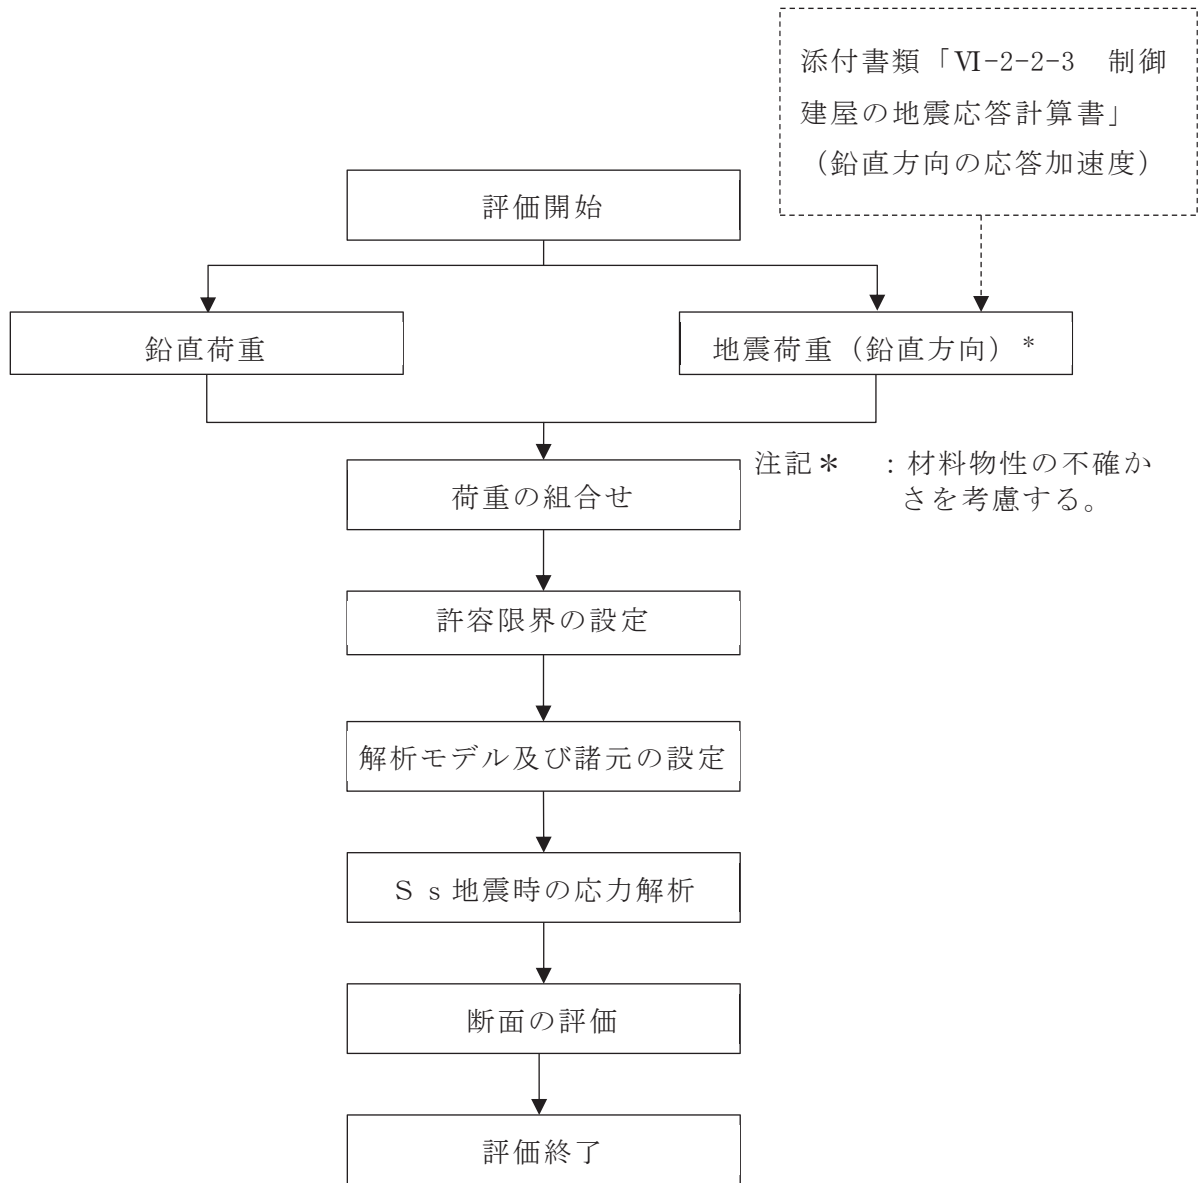 添付書類「Ⅵ-2-2-3　制御
建屋の地震応答計算書」
（鉛直方向の応答加速度）
評価開始
鉛直荷重
地震荷重（鉛直方向）*
荷重の組合せ
注記＊　：材料物性の不確か
さを考慮する。
許容限界の設定
解析モデル及び諸元の設定
Ｓｓ地震時の応力解析
断面の評価
評価終了